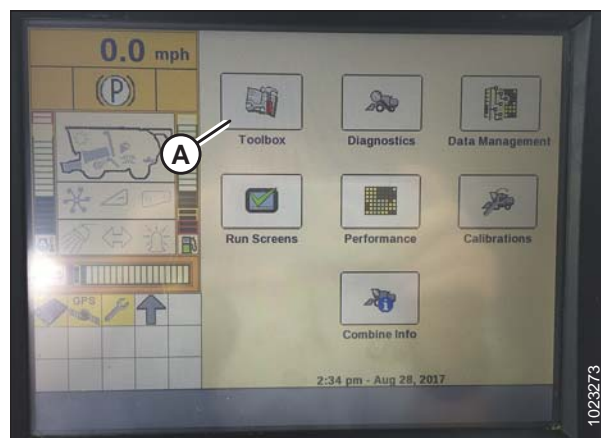 0.0 mph
(P)
A
Toolbox
Diagnostics
Data Management
Run Screens
Performance
Calibrations
GPS
Combine Info
2:34 pm - Aug 28, 2017
1023273